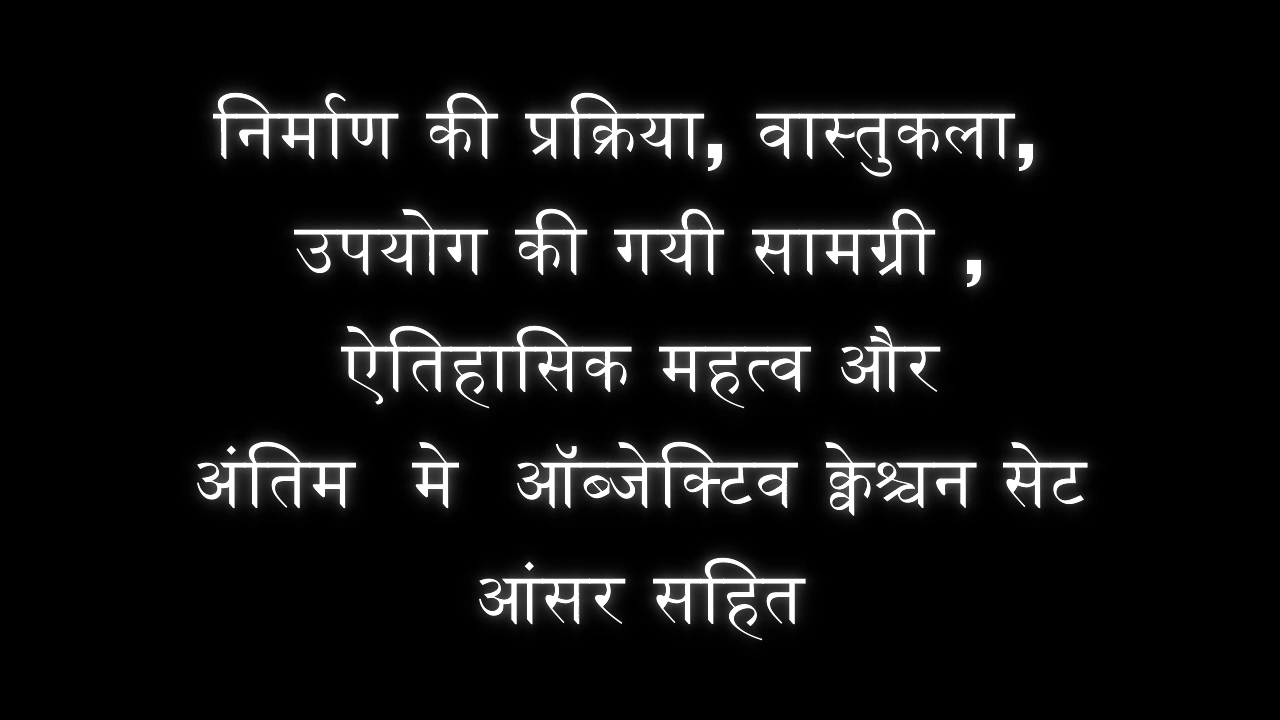 निर्माण की प्रक्रिया, वास्तुकला,
उपयोग की गयी सामग्री ,
ऐतिहासिक महत्व और
अंतिम मे ऑब्जेक्टिव क्वेश्चन सेट
आंसर सहित